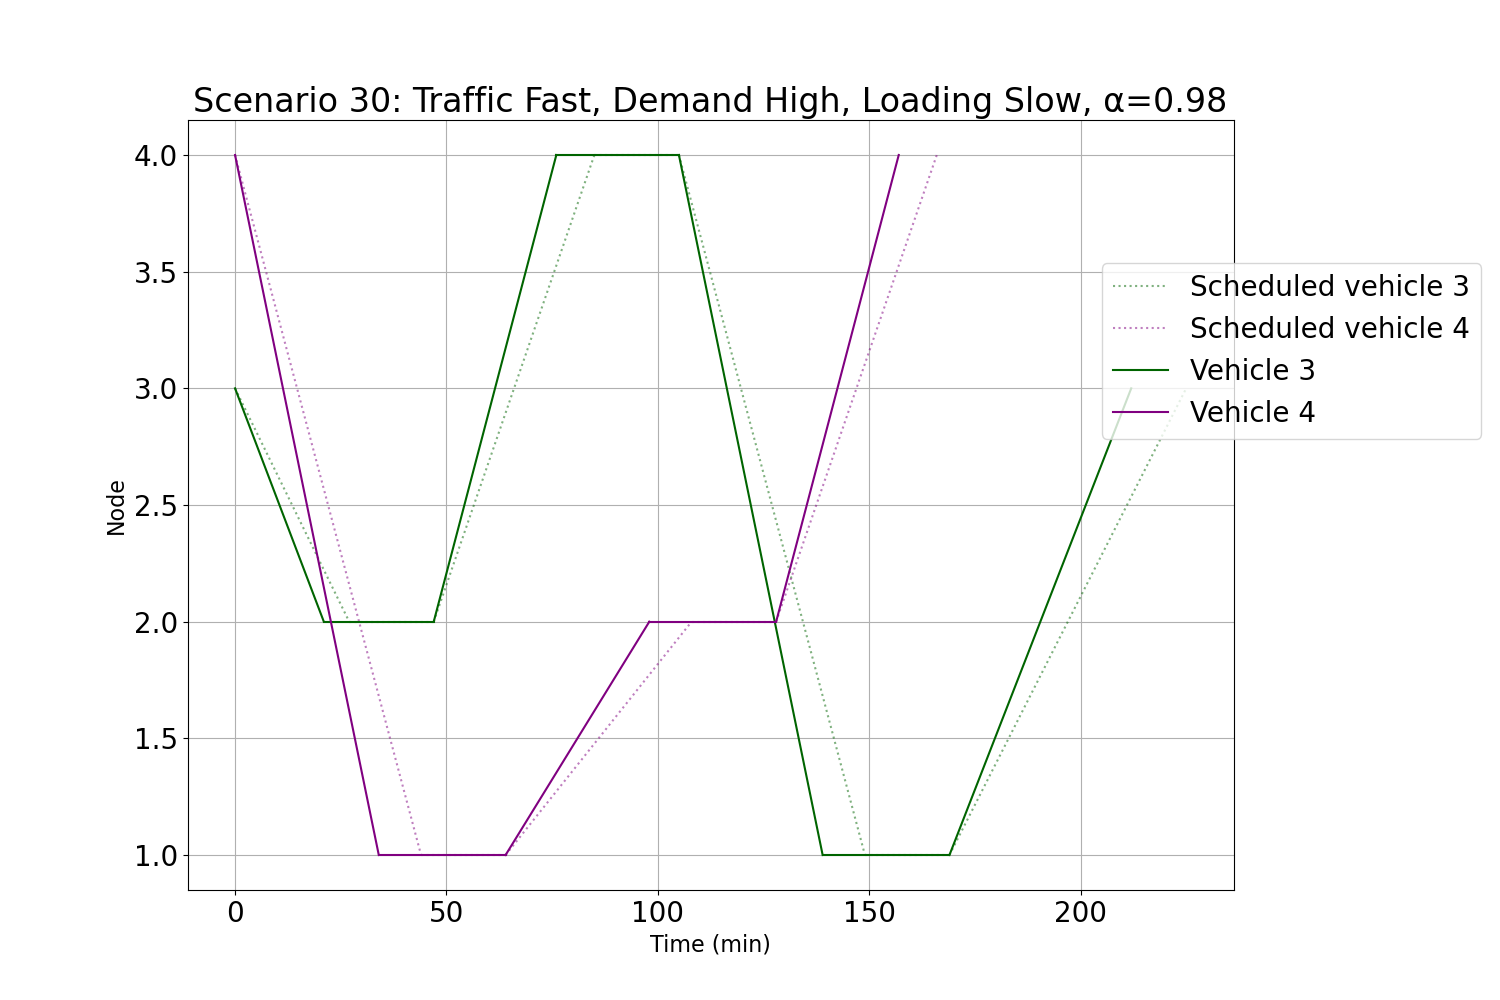 Scenario 30: Traffic Fast, Demand High, Loading Slow, α=0.98
4.0
3.5
3.0
2.5
2.0
1.5
1.0
Node
0 50 100 150 200
Time (min)
Scheduled vehicle 3
Scheduled vehicle 4
Vehicle 3
Vehicle 4